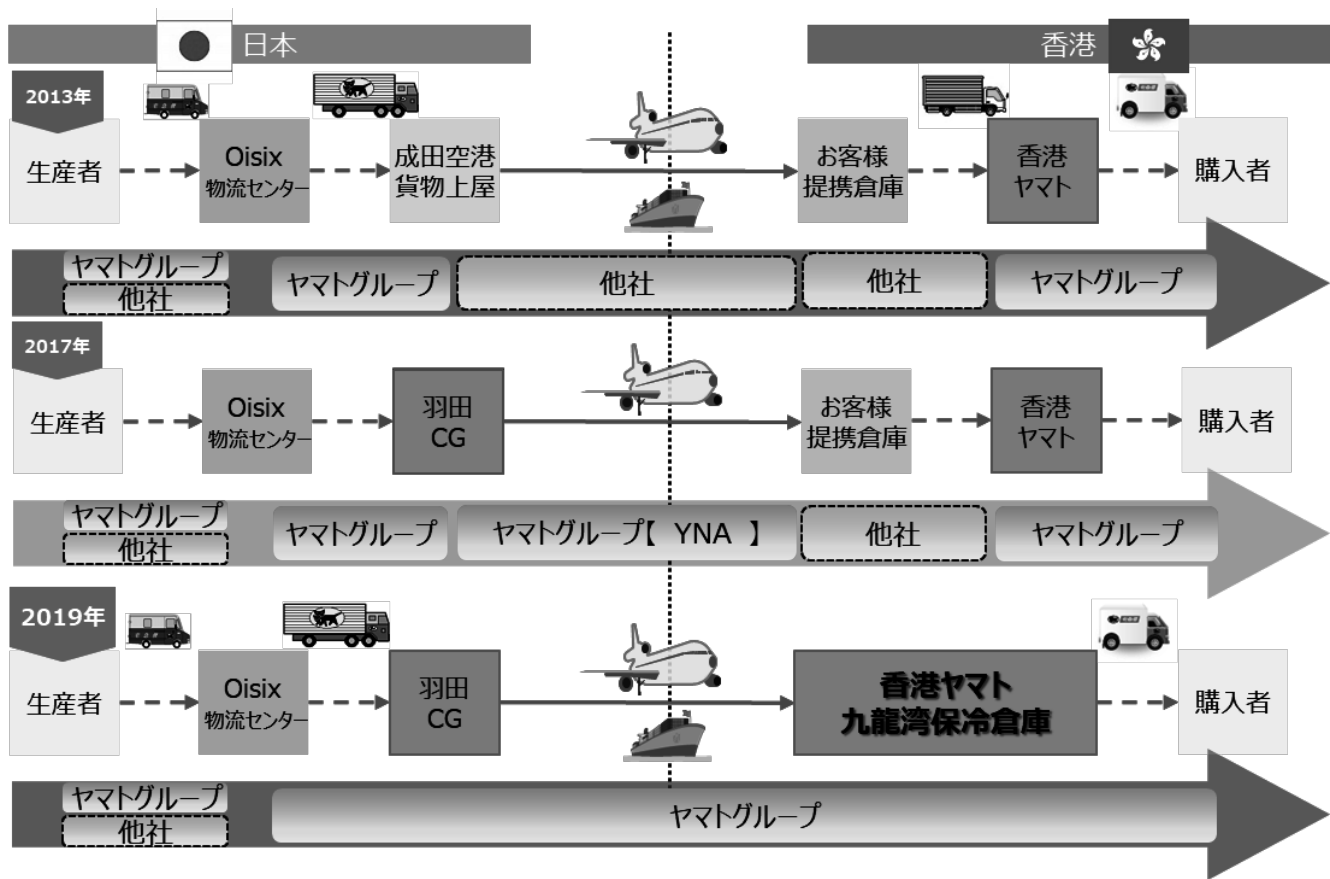 日本
香港
2013年
生産者
Oisix
物流センター
成田空港
貨物上屋
お客様
提携倉庫
香港
ヤマト
購入者
ヤマトグループ
他社
ヤマトグループ
他社
他社
ヤマトグループ
2017年
生産者
Oisix
物流センター
羽田
CG
お客様
提携倉庫
香港
ヤマト
購入者
ヤマトグループ
他社
ヤマトグループ
ヤマトグループ【 YNA 】
他社
ヤマトグループ
2019年
生産者
Oisix
物流センター
羽田
CG
香港ヤマト
九龍湾保冷倉庫
購入者
ヤマトグループ
他社
ヤマトグループ